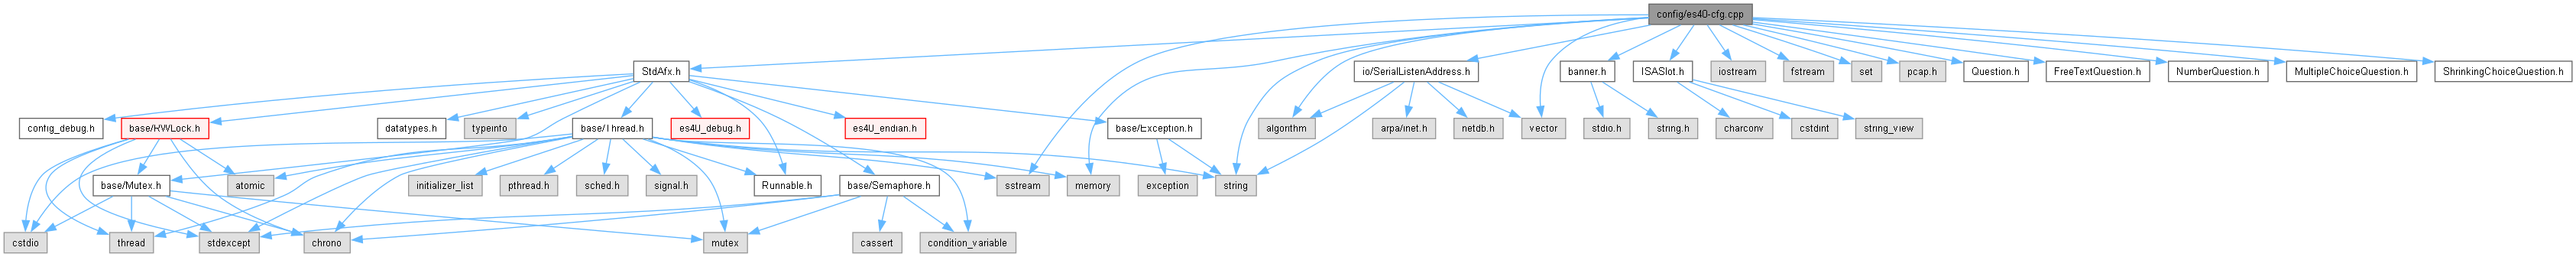 config/es40-cfg.cpp
StdAfx.h
io/SerialListenAddress.h
banner.h
ISASlot.h
iostream
fstream
set
pcap.h
Question.h
FreeTextQuestion.h
NumberQuestion.h
MultipleChoiceQuestion.h
ShrinkingChoiceQuestion.h
config_debug.h
base/RWLock.h
datatypes.h
typeinfo
base/Thread.h
es40_debug.h
es40_endian.h
base/Exception.h
algorithm
arpa/inet.h
netdb.h
vector
stdio.h
string.h
charconv
cstdint
string_view
base/Mutex.h
atomic
initializer_list
pthread.h
sched.h
signal.h
Runnable.h
base/Semaphore.h
sstream
memory
exception
string
cstdio
thread
stdexcept
chrono
mutex
cassert
condition_variable